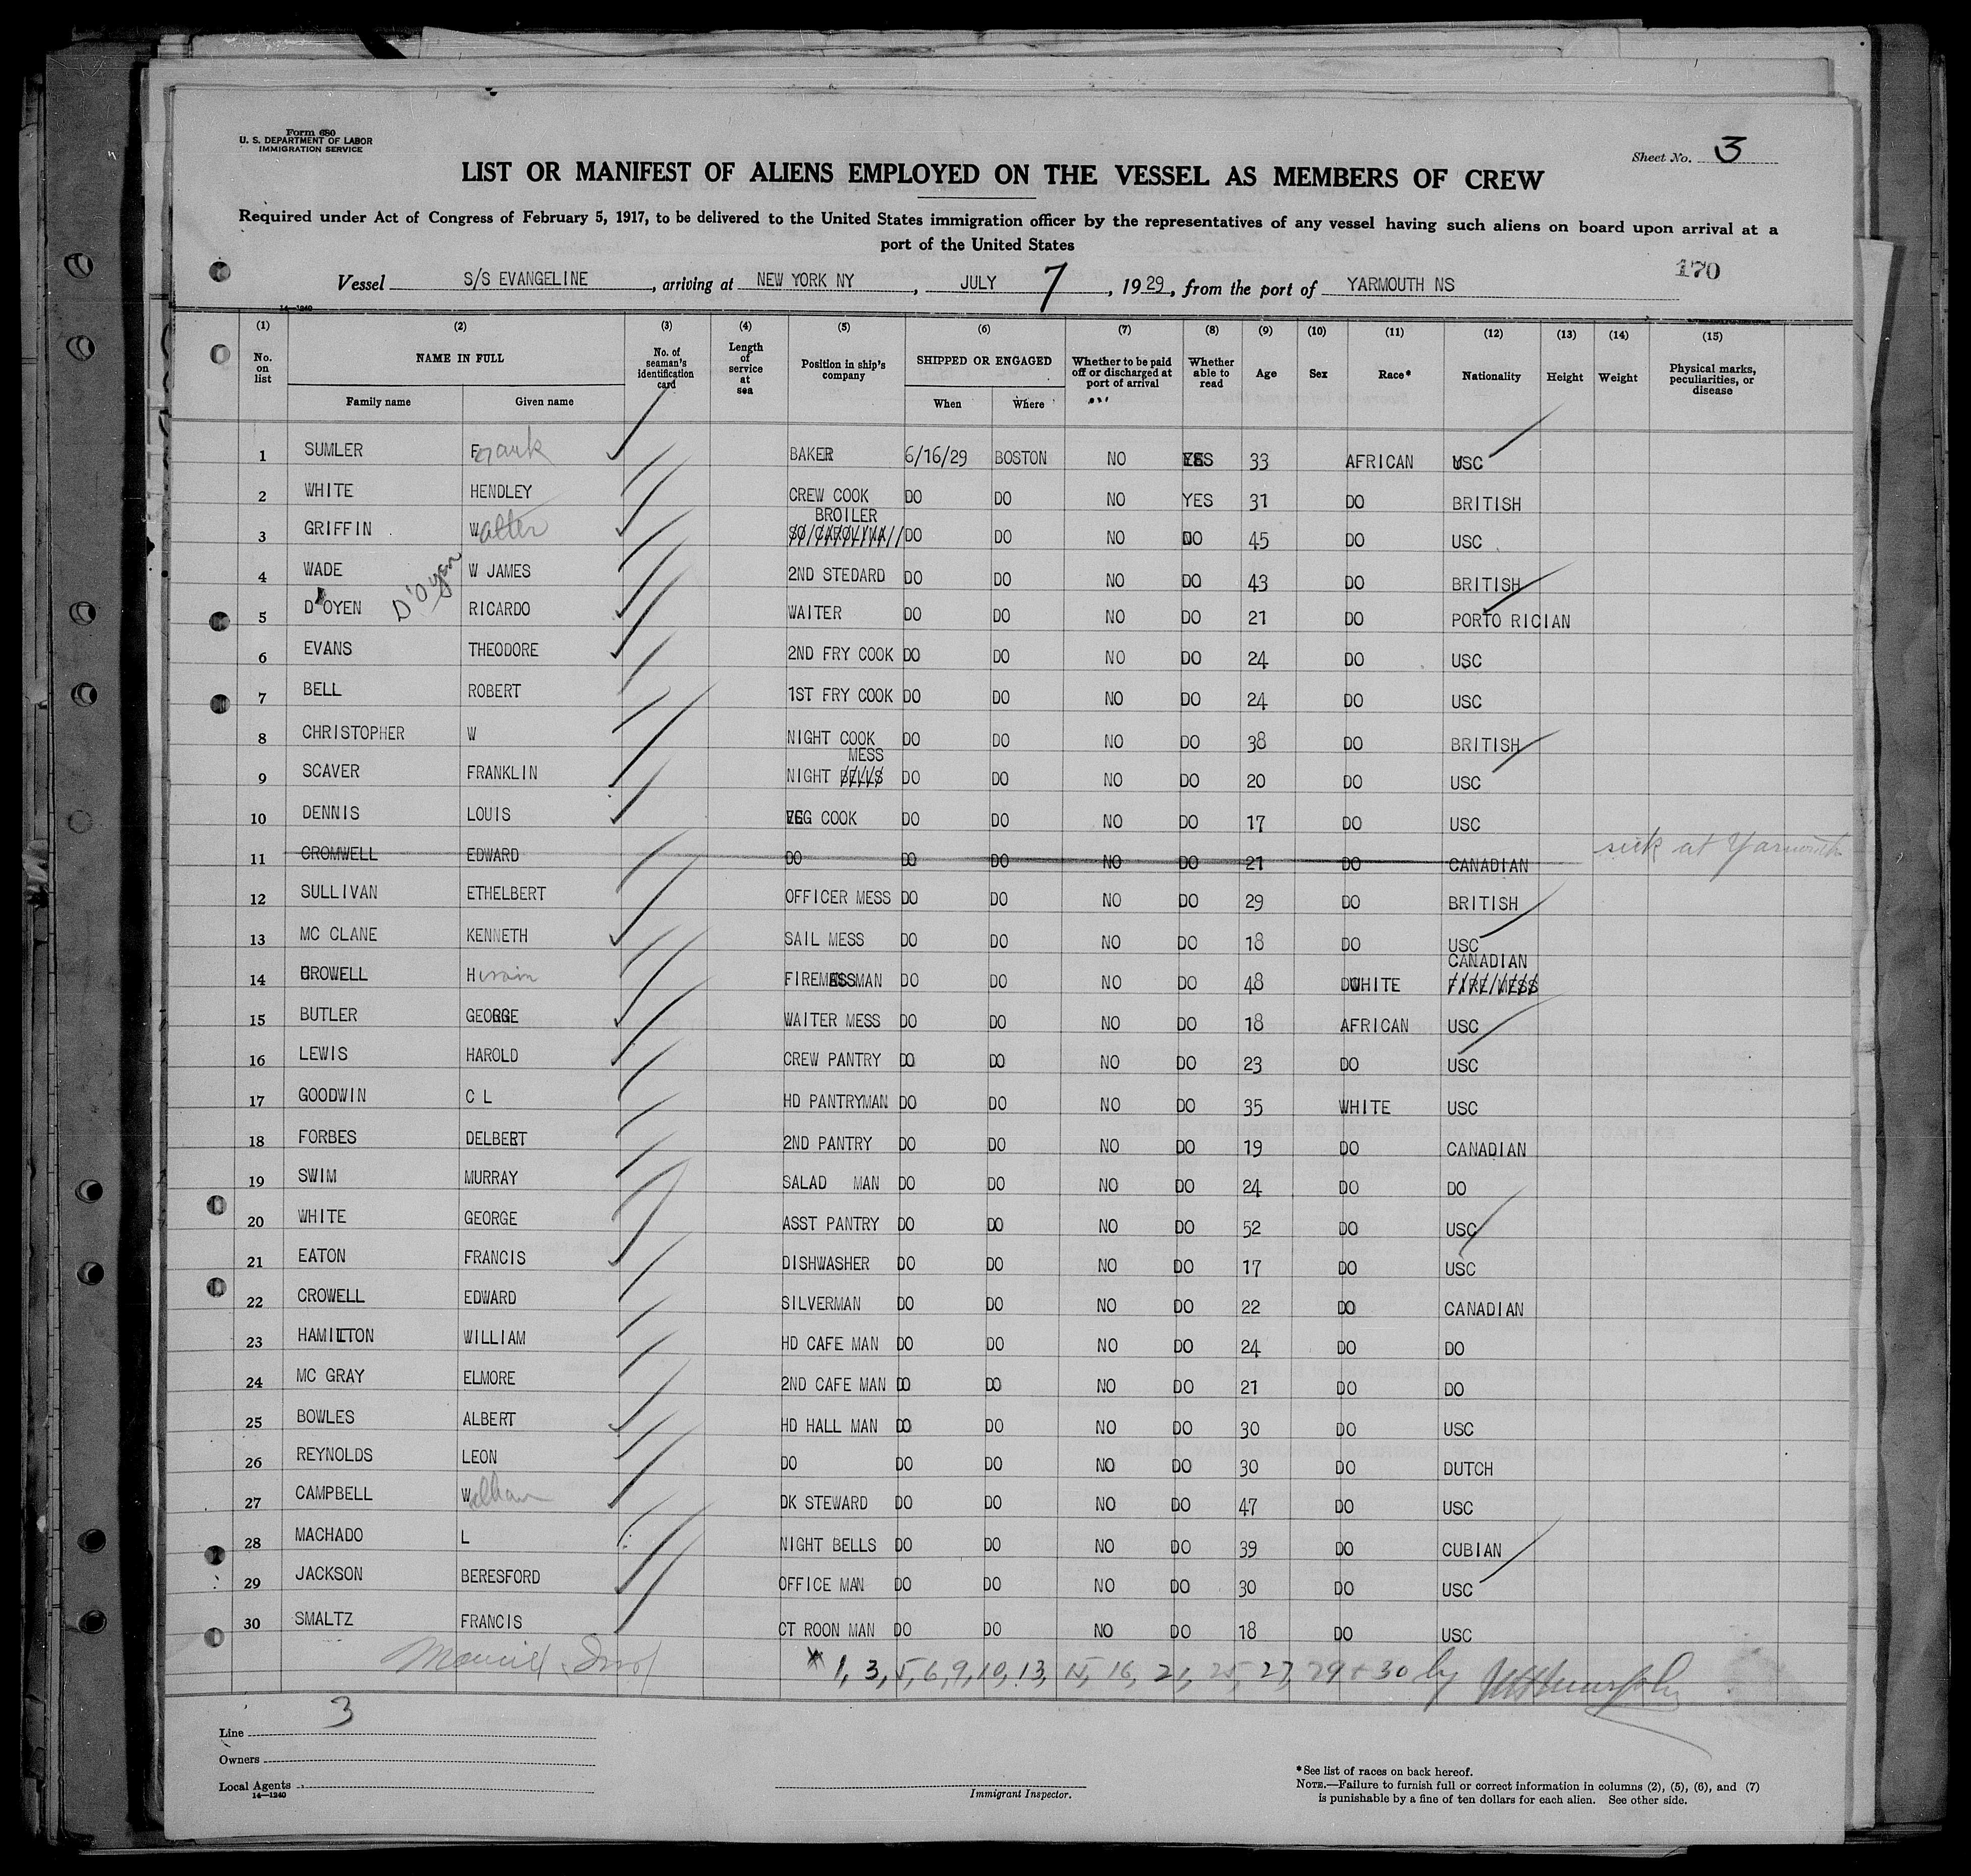 Form 680
U. S. DEPARTMENT OF LABOR
IMMIGRATION SERVICE
Sheet No. 3
LIST OR MANIFEST OF ALIENS EMPLOYED ON THE VESSEL AS MEMBERS OF CREW
Required under Act of Congress of February 5, 1917, to be delivered to the United States immigration officer by the representatives of any vessel having such aliens on board upon arrival at a
port of the United States
170
Vessel S/S EVANGELINE, arriving at NEW YORK NY, JULY 7, 1929, from the port of YARMOUTH NS
14—1240
(1) (2) (3) (4) (5) (6) (7) (8) (9) (10) (11) (12) (13) (14) (15)
No. on list NAME IN FULL No. of seaman's identification card Length of service at sea Position in ship's company SHIPPED OR ENGAGED Whether to be paid off or discharged at port of arrival Whether able to read Age Sex Race* Nationality Height Weight Physical marks, peculiarities, or disease
Family name Given name When Where
1 SUMLER Frank BAKER 6/16/29 BOSTON NO YES 33 AFRICAN USC
2 WHITE HENDLEY CREW COOK DO DO NO YES 31 DO BRITISH
BROILER
3 GRIFFIN Walter SO CAROLINA DO DO NO DO 45 DO USC
4 WADE W JAMES 2ND STEDARD DO DO NO DO 43 DO BRITISH
5 D'OYEN D'Oyen RICARDO WAITER DO DO NO DO 21 DO PORTO RICIAN
6 EVANS THEODORE 2ND FRY COOK DO DO NO DO 24 DO USC
7 BELL ROBERT 1ST FRY COOK DO DO NO DO 24 DO USC
8 CHRISTOPHER W NIGHT COOK DO DO NO DO 38 DO BRITISH
MESS
9 SCAVER FRANKLIN NIGHT BELLS DO DO NO DO 20 DO USC
10 DENNIS LOUIS VEG COOK DO DO NO DO 17 DO USC
11 CROMWELL EDWARD DO DO DO NO DO 21 DO CANADIAN sick at Yarmouth
12 SULLIVAN ETHELBERT OFFICER MESS DO DO NO DO 29 DO BRITISH
13 MC CLANE KENNETH SAIL MESS DO DO NO DO 18 DO USC
CANADIAN
14 CROWELL Hiram FIREMESSMAN DO DO NO DO 48 WHITE FIRE MESS
15 BUTLER GEORGE WAITER MESS DO DO NO DO 18 AFRICAN USC
16 LEWIS HAROLD CREW PANTRY DO DO NO DO 23 DO USC
17 GOODWIN C L HD PANTRYMAN DO DO NO DO 35 WHITE USC
18 FORBES DELBERT 2ND PANTRY DO DO NO DO 19 DO CANADIAN
19 SWIM MURRAY SALAD MAN DO DO NO DO 24 DO DO
20 WHITE GEORGE ASST PANTRY DO DO NO DO 52 DO USC
21 EATON FRANCIS DISHWASHER DO DO NO DO 17 DO USC
22 CROWELL EDWARD SILVERMAN DO DO NO DO 22 DO CANADIAN
23 HAMILTON WILLIAM HD CAFE MAN DO DO NO DO 24 DO DO
24 MC GRAY ELMORE 2ND CAFE MAN DO DO NO DO 21 DO DO
25 BOWLES ALBERT HD HALL MAN DO DO NO DO 30 DO USC
26 REYNOLDS LEON DO DO DO NO DO 30 DO DUTCH
27 CAMPBELL William DK STEWARD DO DO NO DO 47 DO USC
28 MACHADO L NIGHT BELLS DO DO NO DO 39 DO CUBIAN
29 JACKSON BERESFORD OFFICE MAN DO DO NO DO 30 DO USC
30 SMALTZ FRANCIS CT ROON MAN DO DO NO DO 18 DO USC
* 1, 3, 5, 6, 9, 10, 13, 15, 16, 21, 25, 27, 29 + 30 by
3
Line
Owners
Local Agents
14—1240
Immigrant Inspector.
*See list of races on back hereof.
NOTE.—Failure to furnish full or correct information in columns (2), (5), (6), and (7)
is punishable by a fine of ten dollars for each alien. See other side.